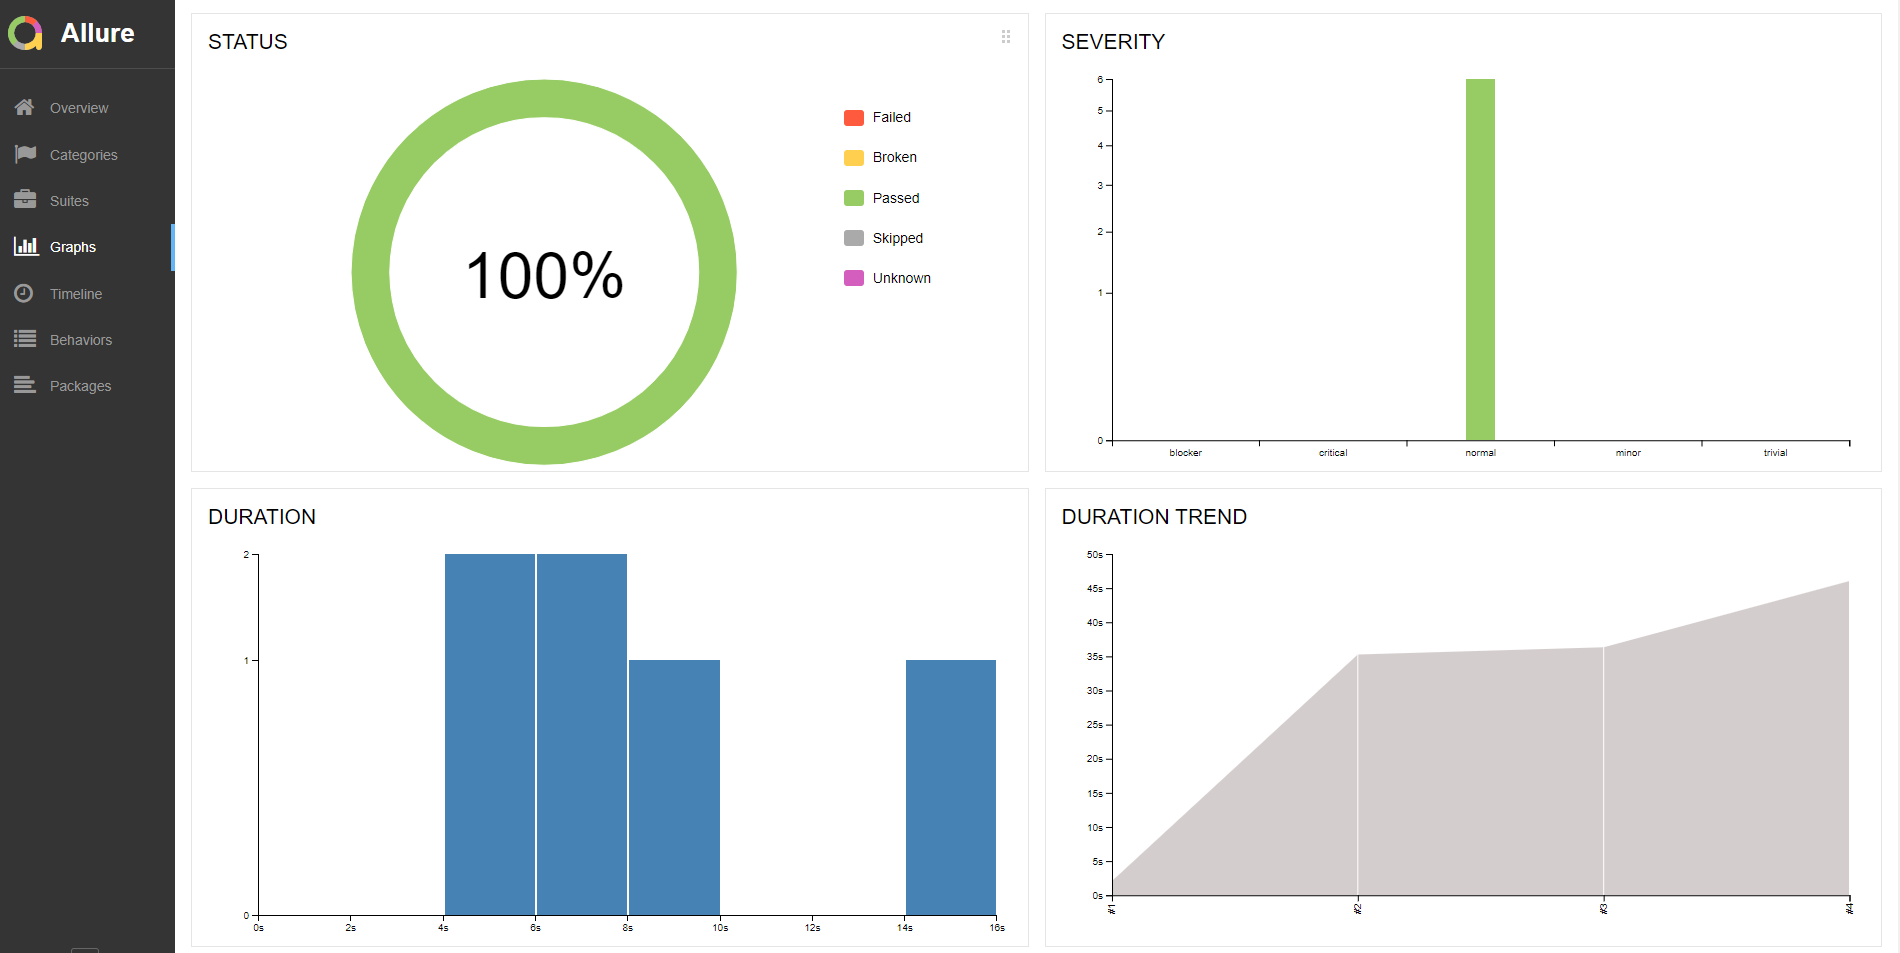 Allure
Overview
Categories
Suites
Graphs
Timeline
Behaviors
Packages
STATUS
100%
Failed
Broken
Passed
Skipped
Unknown
SEVERITY
6
5
4
3
2
1
0
blocker critical normal minor trivial
DURATION
2
1
0
0s 2s 4s 6s 8s 10s 12s 14s 16s
DURATION TREND
50s
45s
40s
35s
30s
25s
20s
15s
10s
5s
0s
#1 #2 #3 #4